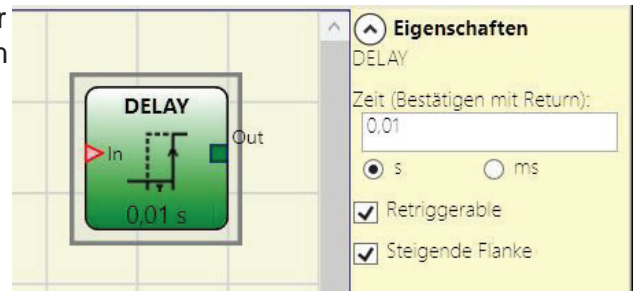 r
n
DELAY
In
Out
0,01 s
Eigenschaften
DELAY
Zeit (Bestätigen mit Return):
0,01
s ms
Retriggerable
Steigende Flanke